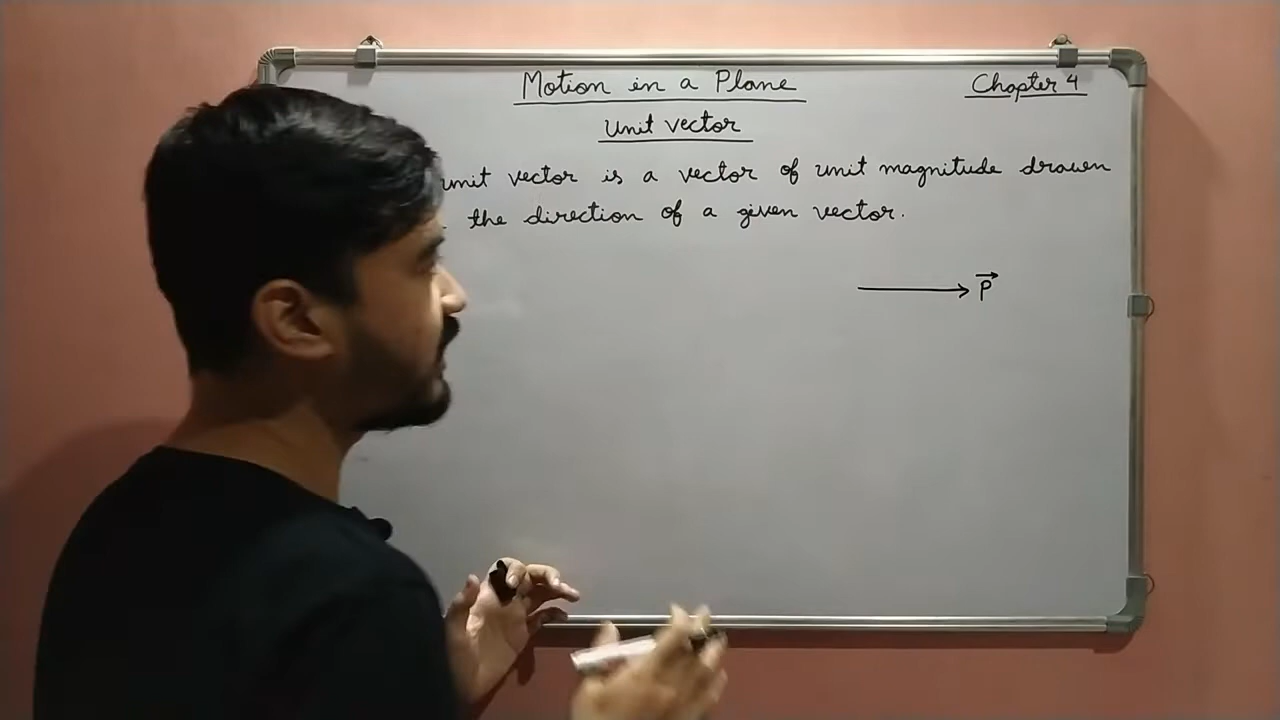 Motion in a Plane
Chapter 4
Unit vector
unit vector is a vector of unit magnitude drawn
the direction of a given vector.
P